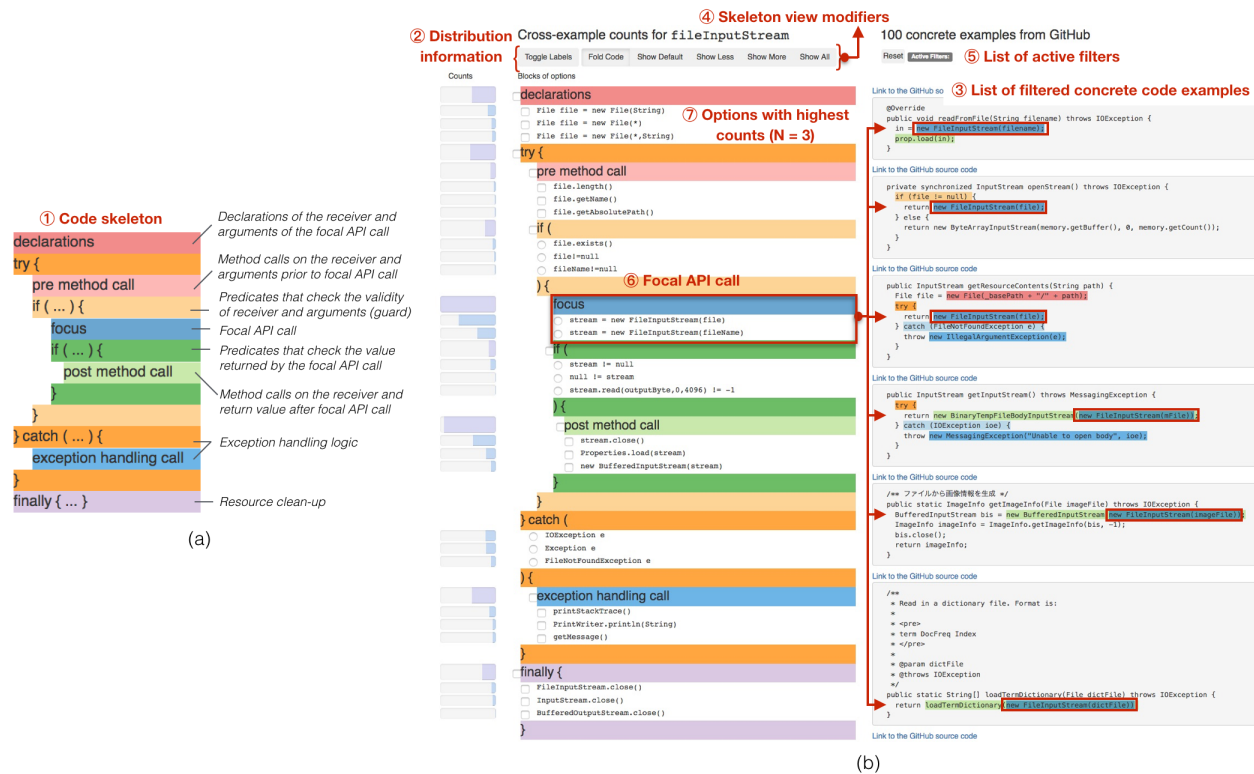 ① Code skeleton
declarations
try {
pre method call
if ( ... ) {
focus
if ( ... ) {
post method call
}
}
} catch ( ... ) {
exception handling call
}
finally { ... }
Declarations of the receiver and
arguments of the focal API call
Method calls on the receiver and
arguments prior to focal API call
Predicates that check the validity
of receiver and arguments (guard)
Focal API call
Predicates that check the value
returned by the focal API call
Method calls on the receiver and
return value after focal API call
Exception handling logic
Resource clean-up
(a)
② Distribution
information
Counts
④ Skeleton view modifiers
Cross-example counts for fileInputStream
Toggle Labels Fold Code Show Default Show Less Show More Show All
Blocks of options
declarations
File file = new File(String)
File file = new File(*)
File file = new File(*,String)
⑦ Options with highest
counts (N = 3)
try {
pre method call
file.length()
file.getName()
file.getAbsolutePath()
if (
file.exists()
file!=null
fileName!=null
) {
⑥ Focal API call
focus
stream = new FileInputStream(file)
stream = new FileInputStream(fileName)
if (
stream != null
null != stream
stream.read(outputByte,0,4096) != -1
) {
post method call
stream.close()
Properties.load(stream)
new BufferedInputStream(stream)
}
}
} catch (
IOException e
Exception e
FileNotFoundException e
) {
exception handling call
printStackTrace()
PrintWriter.println(String)
getMessage()
}
finally {
FileInputStream.close()
InputStream.close()
BufferedOutputStream.close()
}
100 concrete examples from GitHub
Reset Active Filters:
⑤ List of active filters
Link to the GitHub so
③ List of filtered concrete code examples
@Override
public void readFromFile(String filename) throws IOException {
in = new FileInputStream(filename);
prop.load(in);
}
Link to the GitHub source code
private synchronized InputStream openStream() throws IOException {
if (file != null) {
return new FileInputStream(file);
} else {
return new ByteArrayInputStream(memory.getBuffer(), 0, memory.getCount());
}
}
Link to the GitHub source code
public InputStream getResourceContents(String path) {
File file = new File(_basePath + "/" + path);
try {
return new FileInputStream(file);
} catch (FileNotFoundException e) {
throw new IllegalArgumentException(e);
}
}
Link to the GitHub source code
public InputStream getInputStream() throws MessagingException {
try {
return new BinaryTempFileBodyInputStream(new FileInputStream(mFile));
} catch (IOException ioe) {
throw new MessagingException("Unable to open body", ioe);
}
}
Link to the GitHub source code
/** ファイルから画像情報を生成 */
public static ImageInfo getImageInfo(File imageFile) throws IOException {
BufferedInputStream bis = new BufferedInputStream(new FileInputStream(imageFile));
ImageInfo imageInfo = ImageInfo.getImageInfo(bis, -1);
bis.close();
return imageInfo;
}
Link to the GitHub source code
/**
* Read in a dictionary file. Format is:
*
* <pre>
* term DocFreq Index
* </pre>
*
* @param dictFile
* @throws IOException
*/
public static String[] loadTermDictionary(File dictFile) throws IOException {
return loadTermDictionary(new FileInputStream(dictFile))
}
Link to the GitHub source code
(b)